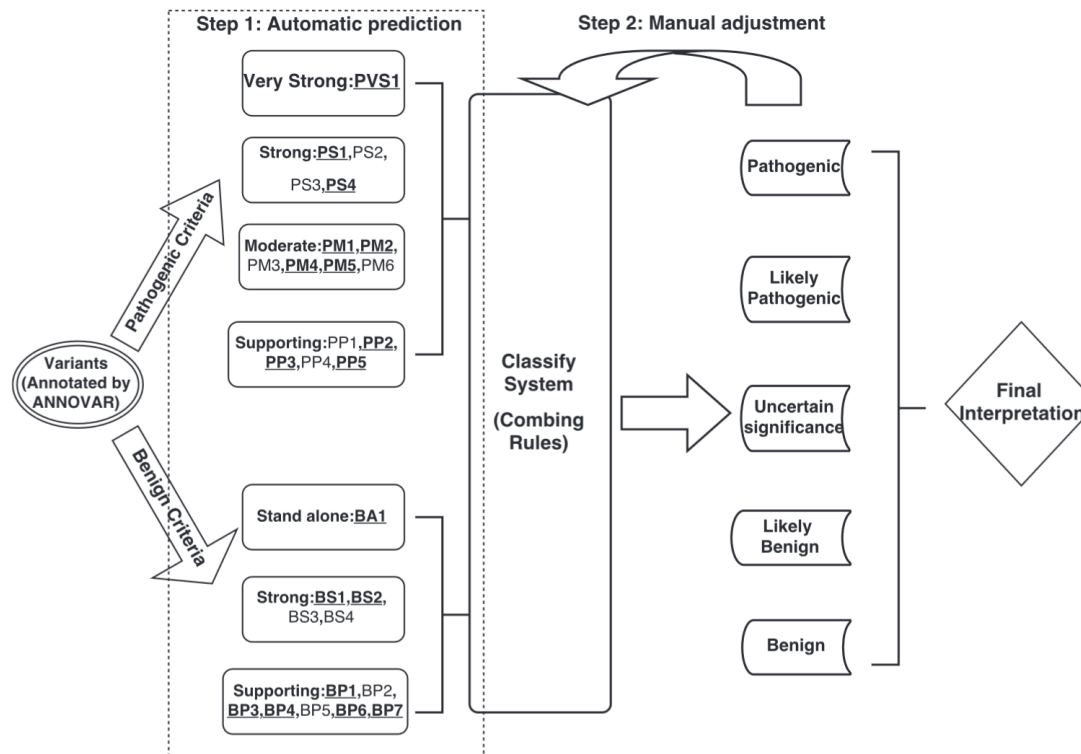 Step 1: Automatic prediction
Step 2: Manual adjustment
Very Strong:PVS1
Strong:PS1,PS2,
PS3,PS4
Moderate:PM1,PM2,
PM3,PM4,PM5,PM6
Supporting:PP1,PP2,
PP3,PP4,PP5
Pathogenic Criteria
Variants
(Annotated by
ANNOVAR)
Benign Criteria
Stand alone:BA1
Strong:BS1,BS2,
BS3,BS4
Supporting:BP1,BP2,
BP3,BP4,BP5,BP6,BP7
Classify
System
(Combing
Rules)
Pathogenic
Likely
Pathogenic
Uncertain
significance
Likely
Benign
Benign
Final
Interpretation